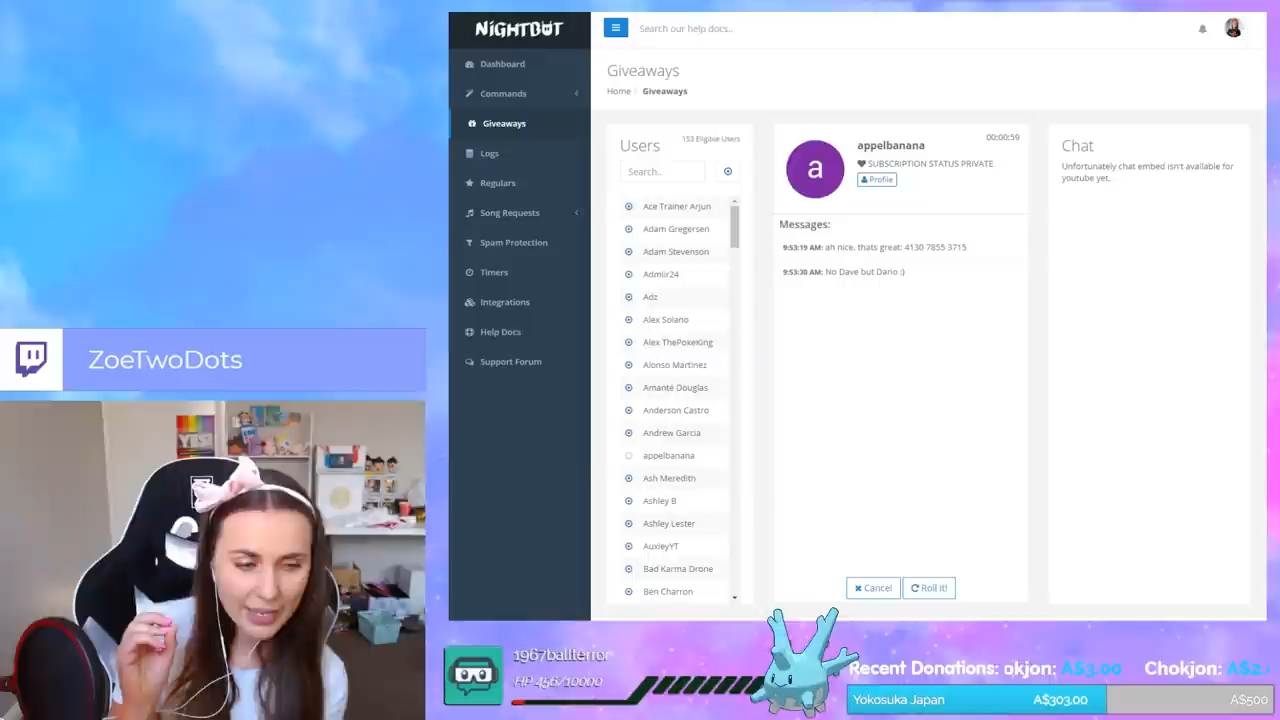 NIGHTBOT
Search our help docs..
Dashboard
Commands
Giveaways
Logs
Regulars
Song Requests
Spam Protection
Timers
Integrations
Help Docs
Support Forum
Giveaways
Home / Giveaways
Users
153 Eligible Users
Search..
Ace Trainer Arjun
Adam Gregersen
Adam Stevenson
Admiir24
Adz
Alex Solano
Alex ThePokeKing
Alonso Martinez
Amanté Douglas
Anderson Castro
Andrew Garcia
appelbanana
Ash Meredith
Ashley B
Ashley Lester
AuxieyYT
Bad Karma Drone
Ben Charron
a
appelbanana
00:00:59
SUBSCRIPTION STATUS PRIVATE
Profile
Messages:
9:53:19 AM: ah nice. thats great: 4130 7855 3715
9:53:30 AM: No Dave but Dario :)
Cancel
Roll it!
Chat
Unfortunately chat embed isn't available for
youtube yet.
ZoeTwoDots
1967ballterror
HP 456/10000
Recent Donations: okjon: A$3.00 Chokjon: A$2.
Yokosuka Japan A$303.00 A$500